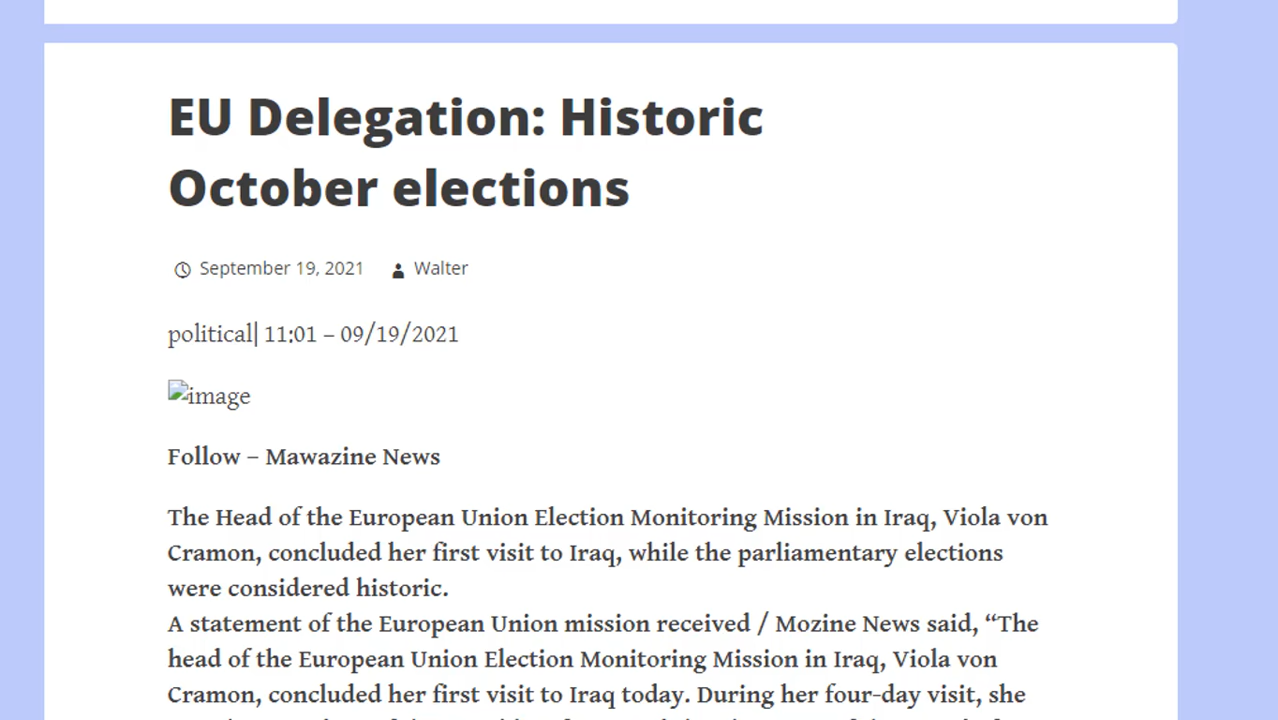 EU Delegation: Historic
October elections
September 19, 2021 Walter
political| 11:01 – 09/19/2021
image
Follow – Mawazine News
The Head of the European Union Election Monitoring Mission in Iraq, Viola von
Cramon, concluded her first visit to Iraq, while the parliamentary elections
were considered historic.
A statement of the European Union mission received / Mozine News said, “The
head of the European Union Election Monitoring Mission in Iraq, Viola von
Cramon, concluded her first visit to Iraq today. During her four-day visit, she